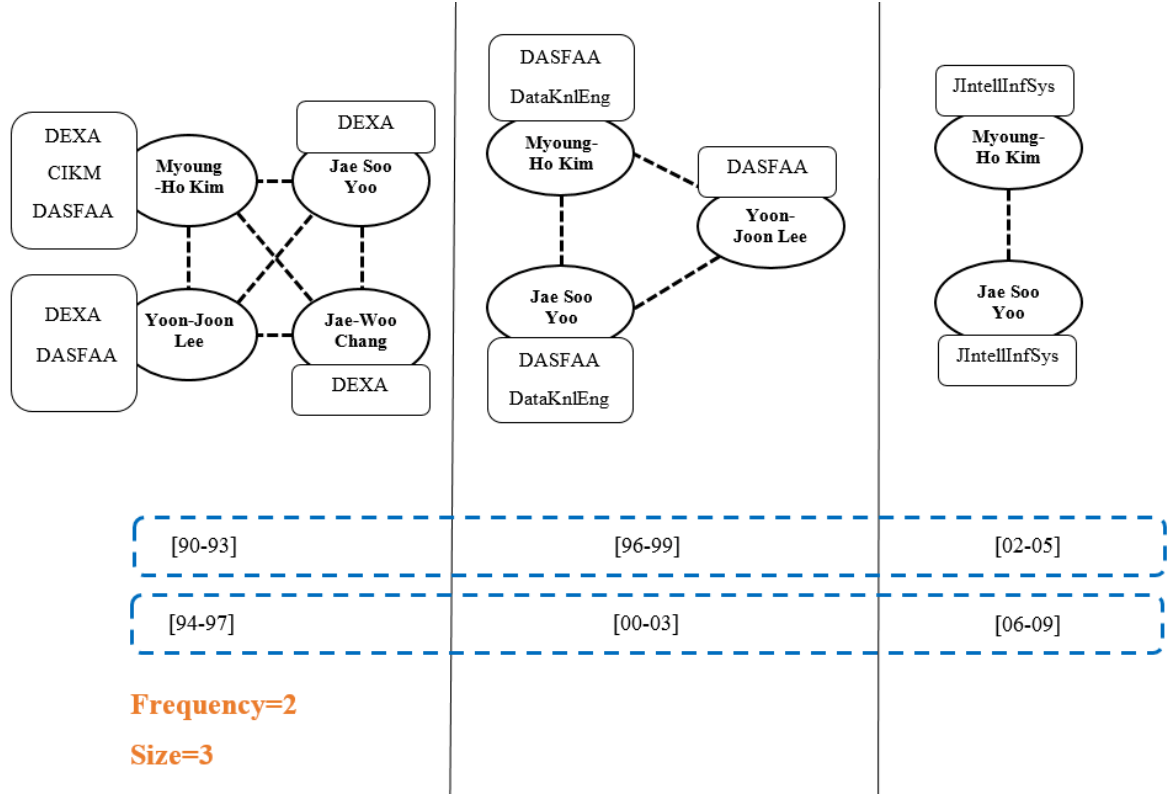 DEXA
CIKM
DASFAA
Myoung
-Ho Kim
DEXA
Jae Soo
Yoo
DEXA
DASFAA
Yoon-Joon
Lee
Jae-Woo
Chang
DEXA
DASFAA
DataKnlEng
Myoung-
Ho Kim
DASFAA
Yoon-
Joon Lee
Jae Soo
Yoo
DASFAA
DataKnlEng
JIntellInfSys
Myoung-
Ho Kim
Jae Soo
Yoo
JIntellInfSys
[90-93]
[96-99]
[02-05]
[94-97]
[00-03]
[06-09]
Frequency=2
Size=3